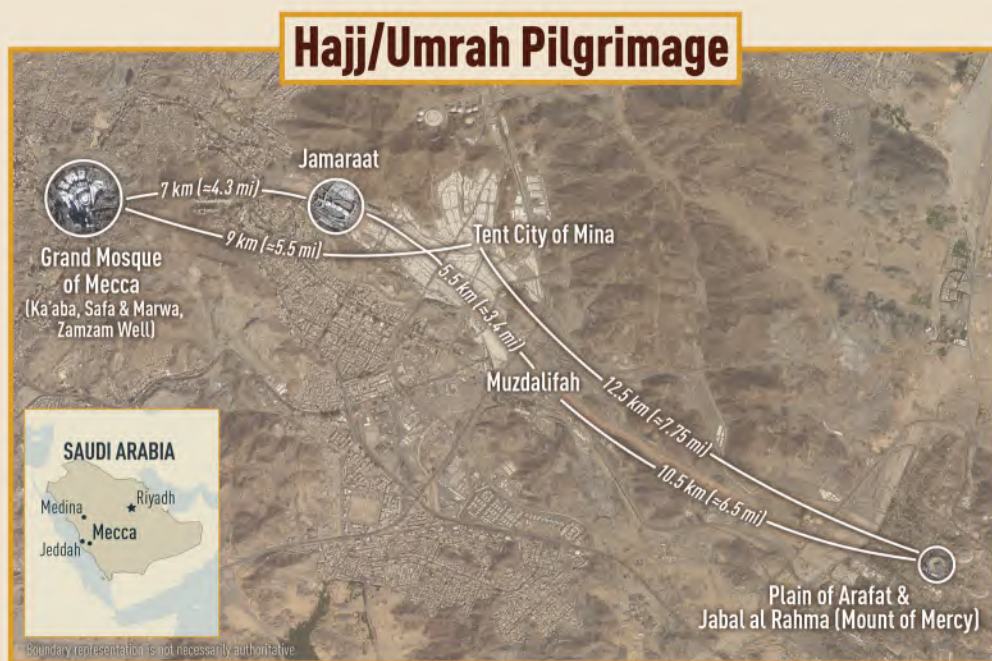 Hajj/Umrah Pilgrimage
Jamaraat
7 km (≈4.3 mi)
9 km (≈5.5 mi)
Tent City of Mina
Grand Mosque
of Mecca
(Ka'aba, Safa & Marwa,
Zamzam Well)
5.5 km (≈3.4 mi)
Muzdalifah
12.5 km (≈7.75 mi)
10.5 km (≈6.5 mi)
Plain of Arafat &
Jabal al Rahma (Mount of Mercy)
SAUDI ARABIA
Riyadh
Medina
Mecca
Jeddah
Boundary representation is not necessarily authoritative.